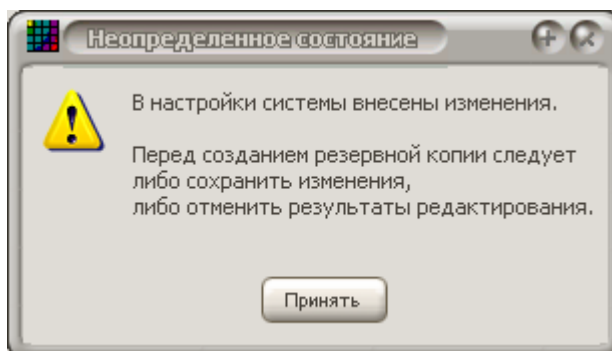 Неопределенное состояние
В настройки системы внесены изменения.
Перед созданием резервной копии следует
либо сохранить изменения,
либо отменить результаты редактирования.
Принять